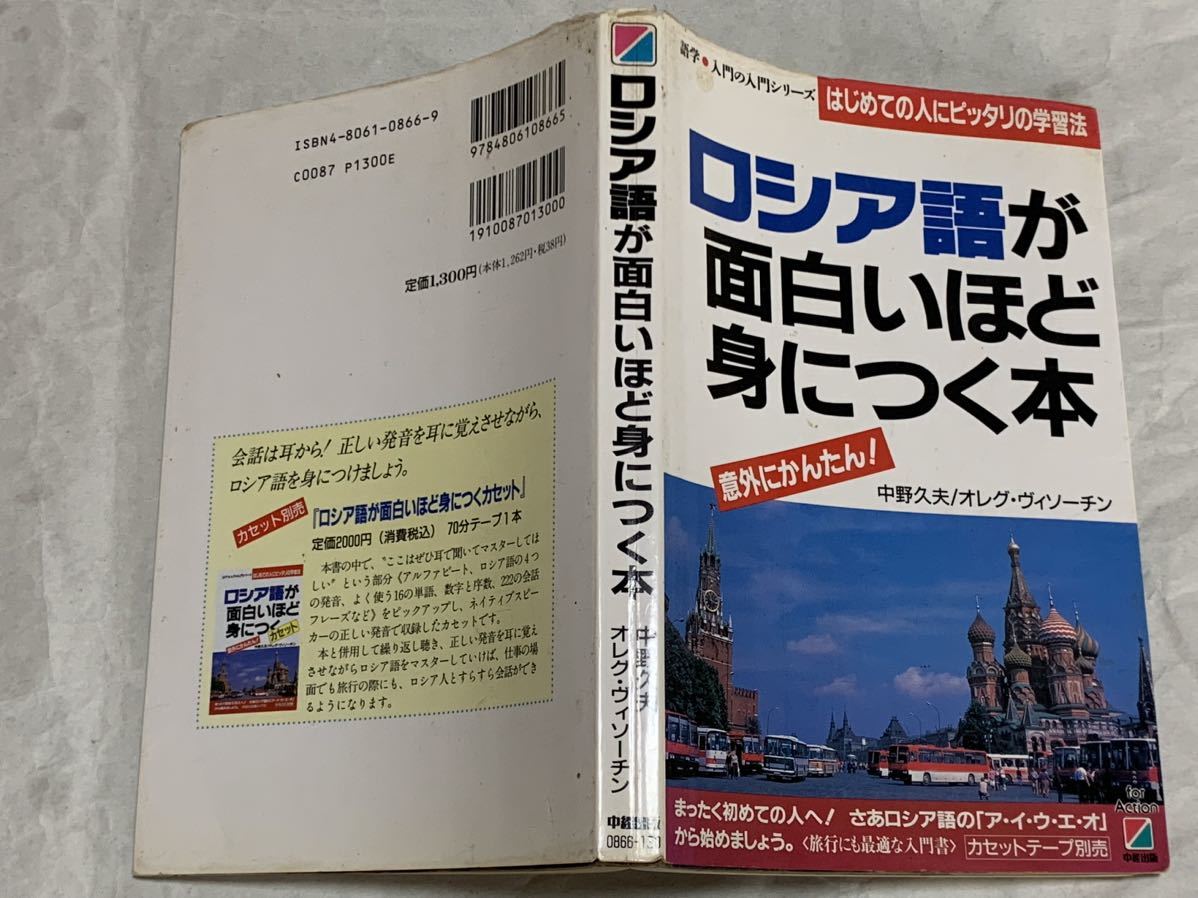 ISBN4-8061-0866-9
C0087 P1300E
9784806108665
1910087013000
定価1,300円(本体1,262円・税38円)
会話は耳から! 正しい発音を耳に覚えさせながら、
ロシア語を身につけましょう。
カセット別売
『ロシア語が面白いほど身につくカセット』
定価2000円(消費税込) 70分テープ1本
本書の中で、"ここはぜひ耳で聞いてマスターしてほ
しい"という部分《アルファベート、ロシア語の4つ
の発音、よく使う16の単語、数字と序数、222の会話
フレーズなど》をピックアップし、ネイティブスピー
カーの正しい発音で収録したカセットです。
本と併用して繰り返し聴き、正しい発音を耳に覚え
させながらロシア語をマスターしていけば、仕事の場
面でも旅行の際にも、ロシア人とすらすら会話ができ
るようになります。
ロシア語が
面白いほど
身につく
カセット
ロシア語が面白いほど身につく本
中野久夫
オレグ・ヴィソーチン
中経出版
語学●入門の入門シリーズ
はじめての人にピッタリの学習法
ロシア語が
面白いほど
身につく本
意外にかんたん!
中野久夫/オレグ・ヴィソーチン
for
Action
まったく初めての人へ! さあロシア語の「ア・イ・ウ・エ・オ」
から始めましょう。〈旅行にも最適な入門書〉 カセットテープ別売
中経出版